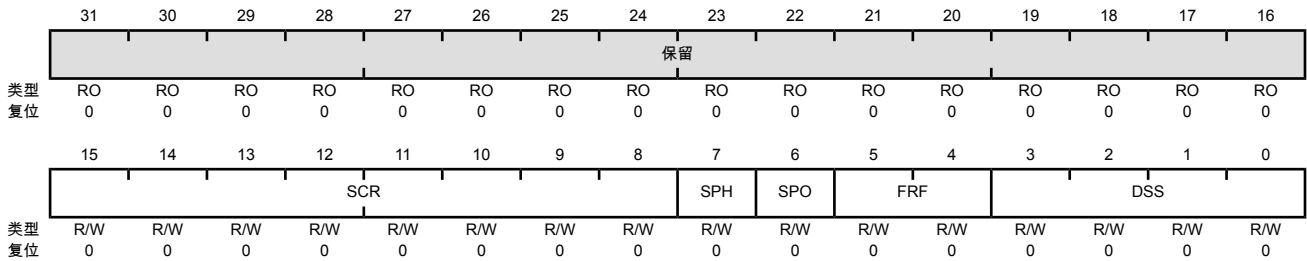 31 30 29 28 27 26 25 24 23 22 21 20 19 18 17 16
保留
类型 RO RO RO RO RO RO RO RO RO RO RO RO RO RO RO RO
复位 0 0 0 0 0 0 0 0 0 0 0 0 0 0 0 0
15 14 13 12 11 10 9 8 7 6 5 4 3 2 1 0
SCR SPH SPO FRF DSS
类型 R/W R/W R/W R/W R/W R/W R/W R/W R/W R/W R/W R/W R/W R/W R/W R/W
复位 0 0 0 0 0 0 0 0 0 0 0 0 0 0 0 0